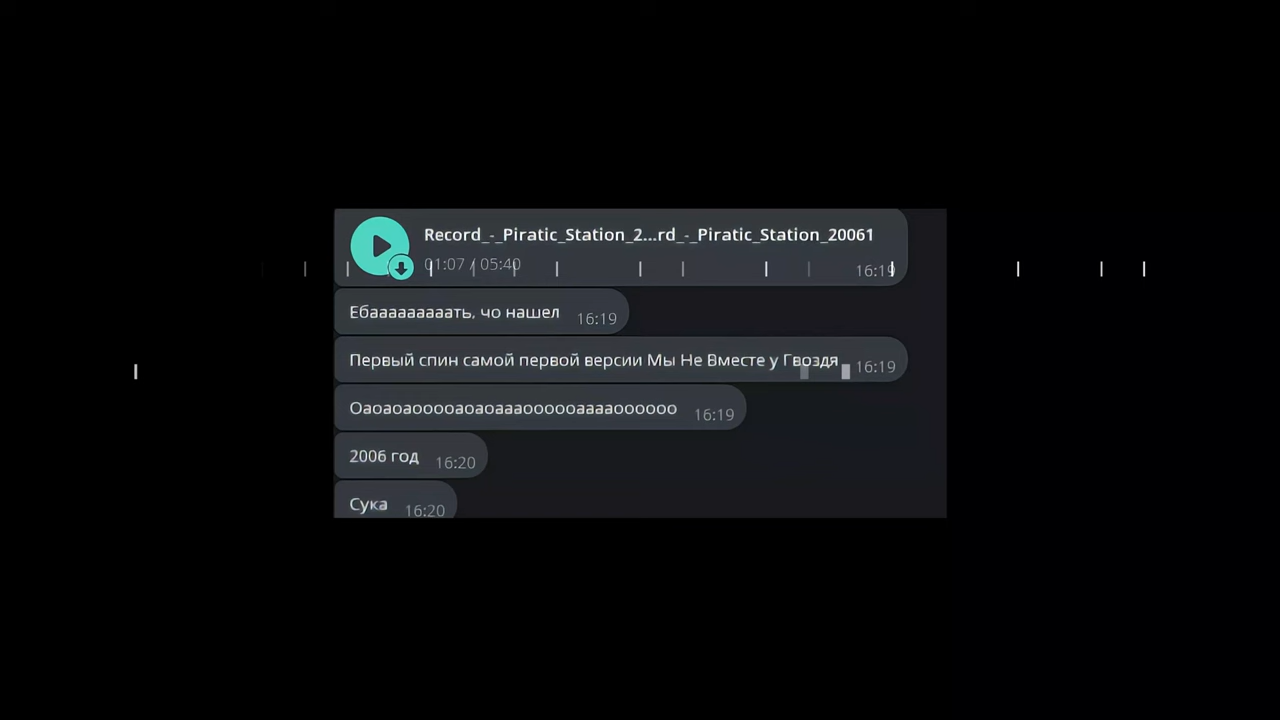 Record_-_Piratic_Station_2...rd_-_Piratic_Station_20061
01:07 / 05:40 16:19
Ебааааааааать, чо нашел 16:19
Первый спин самой первой версии Мы Не Вместе у Гвоздя 16:19
Оаоаоаооооаоаоаааоооооаааaоооооо 16:19
2006 год 16:20
Сука 16:20